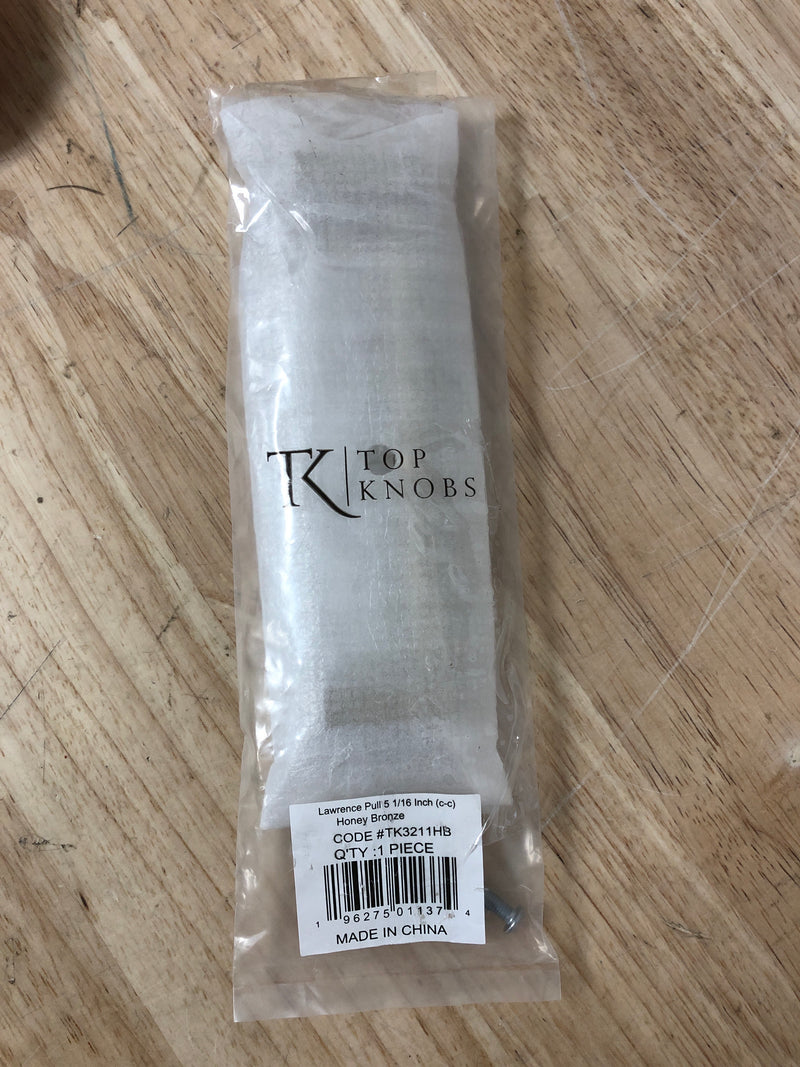 TK TOP
KNOBS
Lawrence Pull 5 1/16 Inch (c-c)
Honey Bronze
CODE #TK3211HB
Q'TY :1 PIECE
1 96275 01137 4
MADE IN CHINA